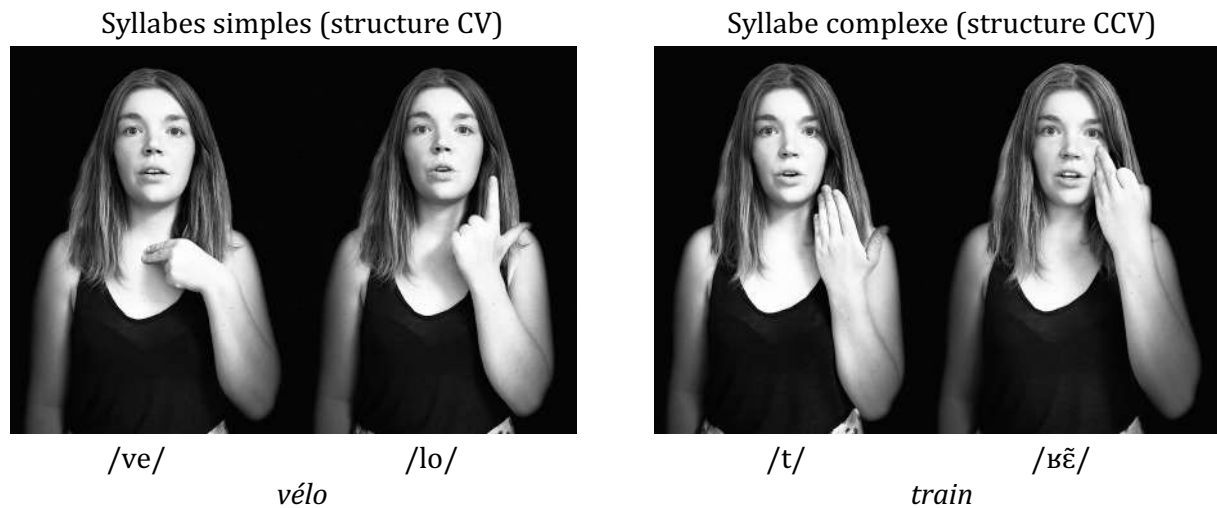 Syllabes simples (structure CV)
Syllabe complexe (structure CCV)
/ve/
/lo/
/t/
/ʁɛ̃/
vélo
train